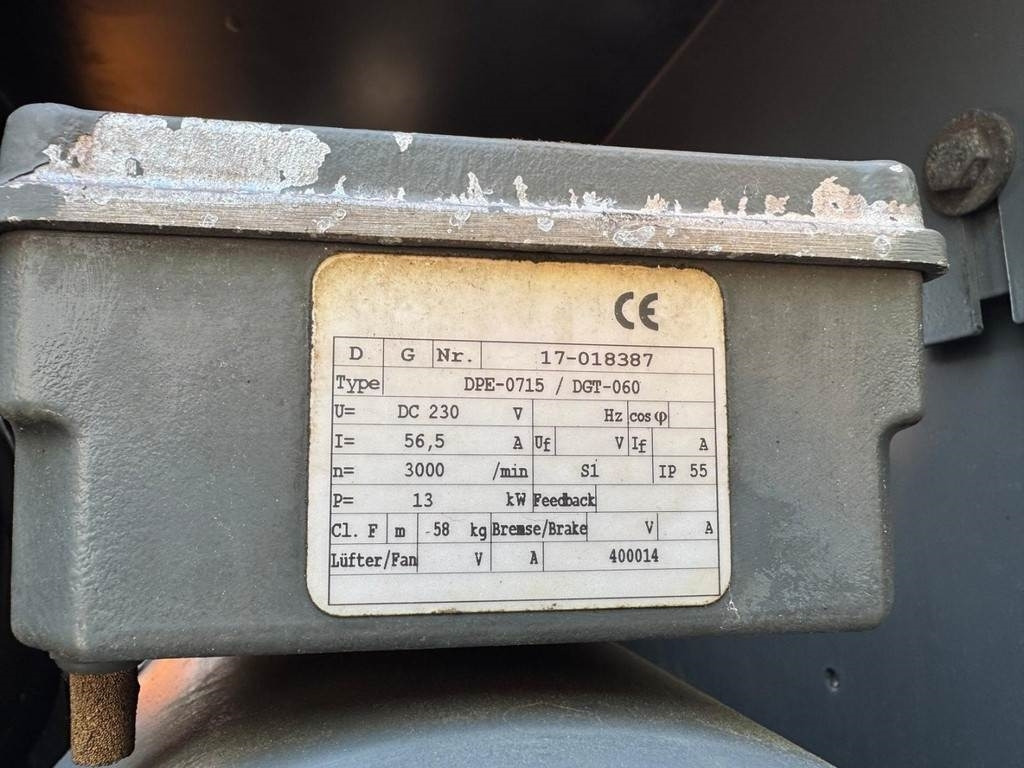 CE
D G Nr. 17-018387
Type DPE-0715 / DGT-060
U= DC 230 V Hz cos φ
I= 56,5 A Uf V If A
n= 3000 /min S1 IP 55
P= 13 kW Feedback
Cl. F m 58 kg Bremse/Brake V A
Lüfter/Fan V A 400014